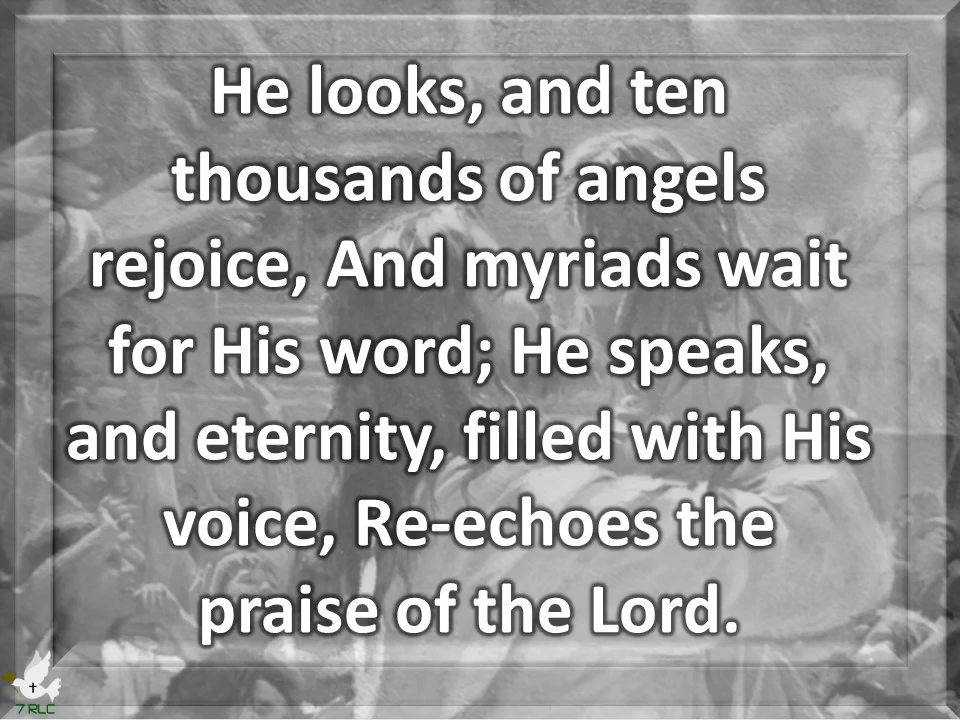 He looks, and ten
thousands of angels
rejoice, And myriads wait
for His word; He speaks,
and eternity, filled with His
voice, Re-echoes the
praise of the Lord.
7 RLC